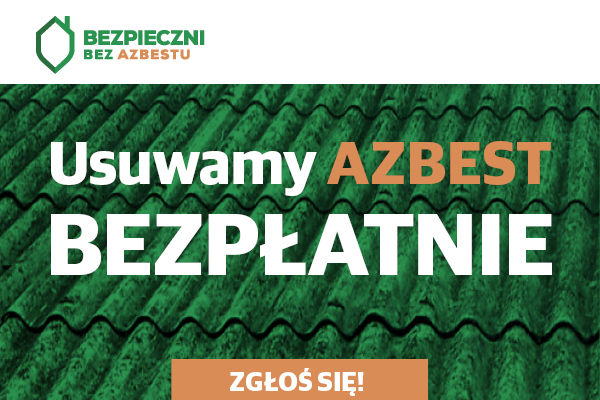 BEZPIECZNI
BEZ AZBESTU
Usuwamy AZBEST
BEZPŁATNIE
ZGŁOŚ SIĘ!